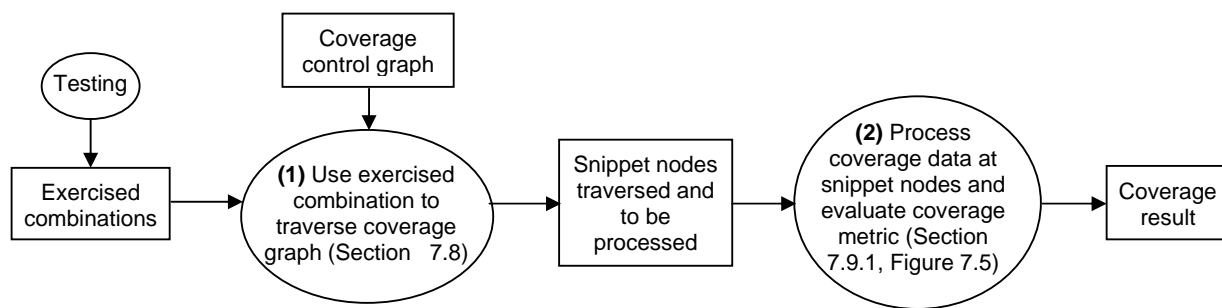 Testing
Exercised
combinations
Coverage
control graph
(1) Use exercised
combination to
traverse coverage
graph (Section 7.8)
Snippet nodes
traversed and
to be
processed
(2) Process
coverage data at
snippet nodes and
evaluate coverage
metric (Section
7.9.1, Figure 7.5)
Coverage
result